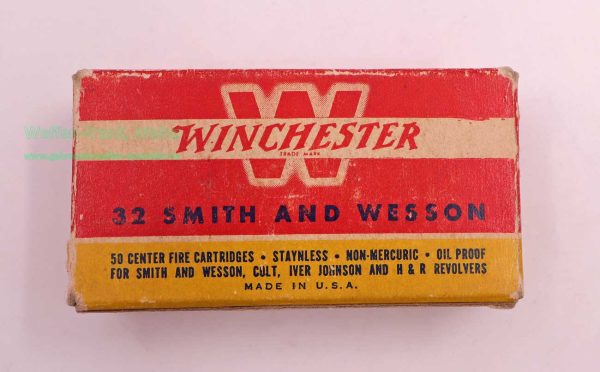 W
WINCHESTER
TRADE MARK
32 SMITH AND WESSON
50 CENTER FIRE CARTRIDGES • STAYNLESS • NON-MERCURIC • OIL PROOF
FOR SMITH AND WESSON, COLT, IVER JOHNSON AND H & R REVOLVERS
MADE IN U.S.A.